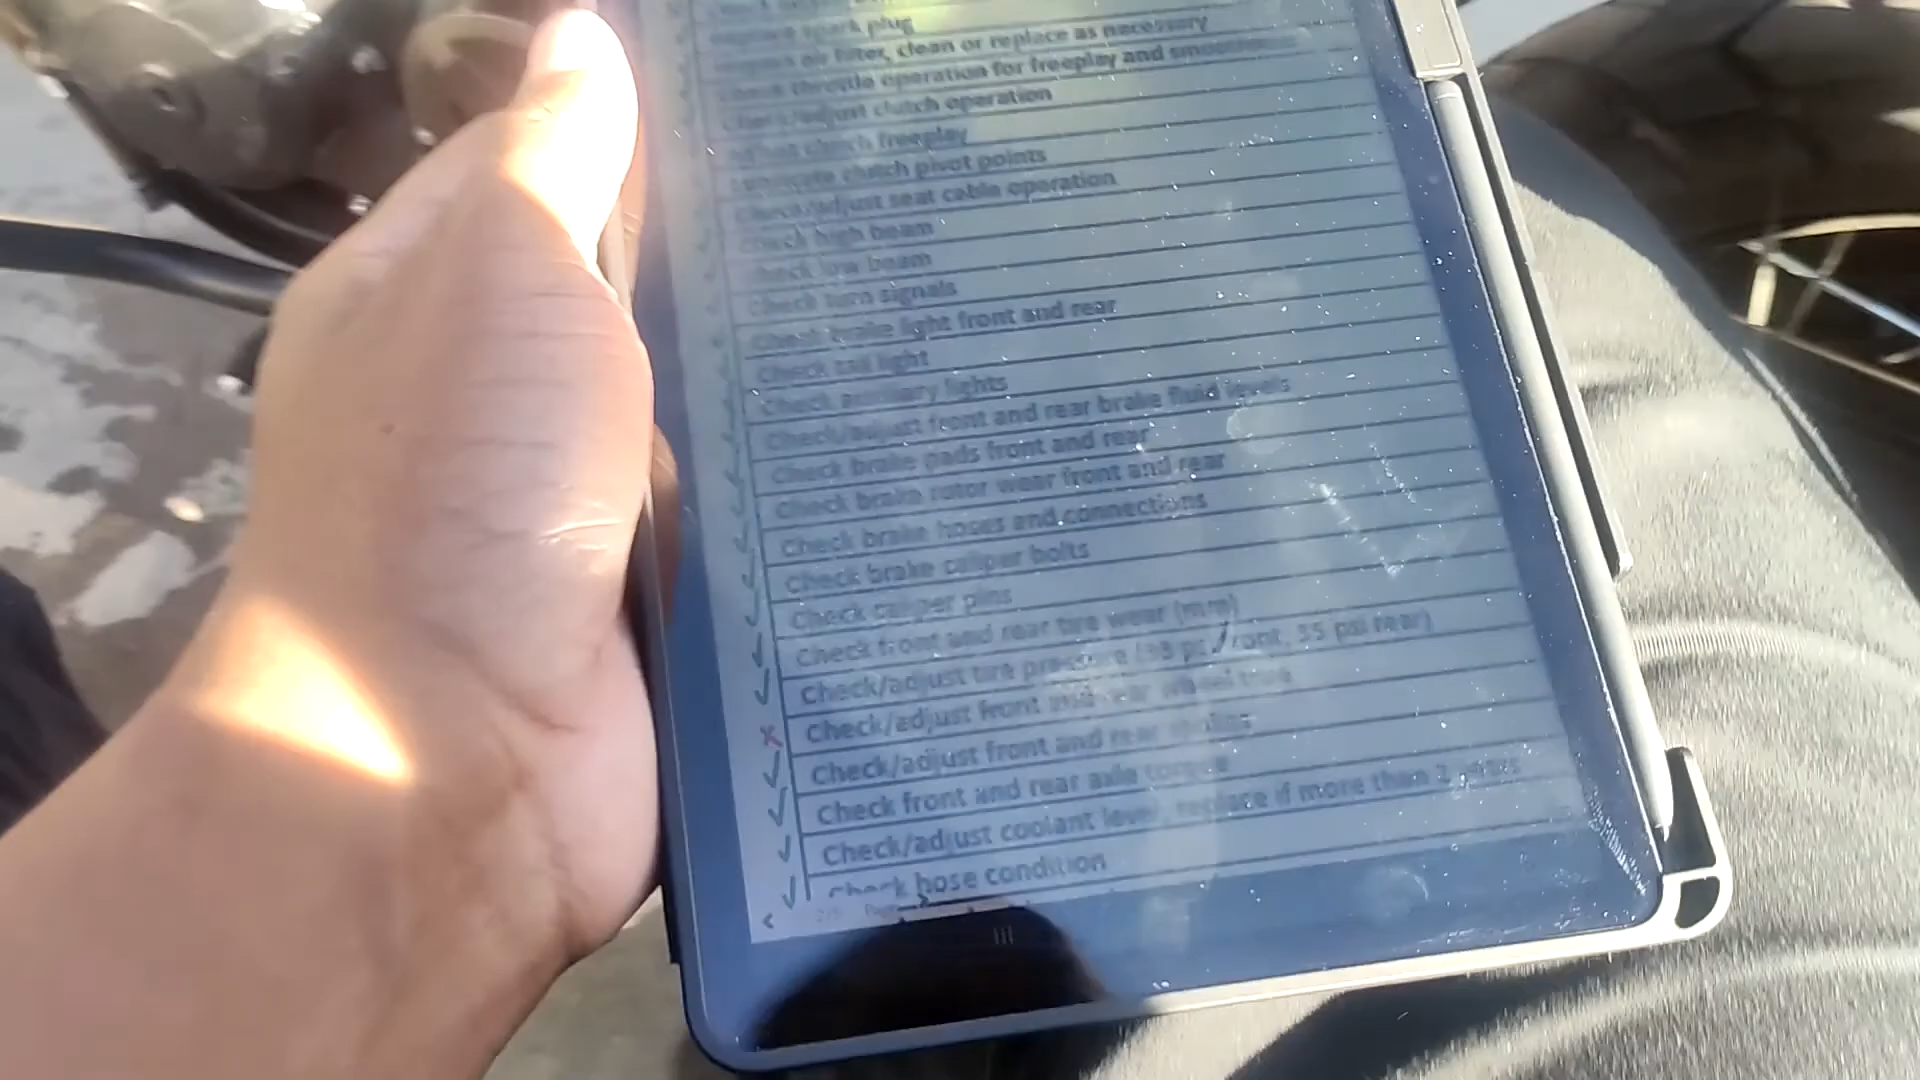 spark plug
air filter, clean or replace as necessary
throttle operation for freeplay and smoothness
Check/adjust clutch operation
Adjust clutch freeplay
Lubricate clutch pivot points
Check/adjust seat cable operation
Check high beam
Check low beam
Check turn signals
Check brake light front and rear
Check tail light
Check auxiliary lights
Check/adjust front and rear brake fluid levels
Check brake pads front and rear
Check brake rotor wear front and rear
Check brake hoses and connections
Check brake caliper bolts
Check caliper pins
Check front and rear tire wear (mm)
Check/adjust tire pressure ( psi front, psi rear)
Check/adjust front and rear wheel
Check/adjust front and rear spokes
Check front and rear axle torque
Check/adjust coolant level, replace if more than 2 years
Check hose condition